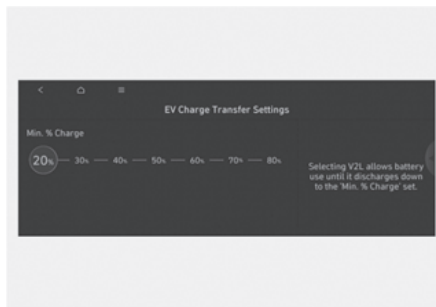 EV Charge Transfer Settings
Min. % Charge
20% 30% 40% 50% 60% 70% 80%
Selecting V2L allows battery
use until it discharges down
to the 'Min. % Charge' set.